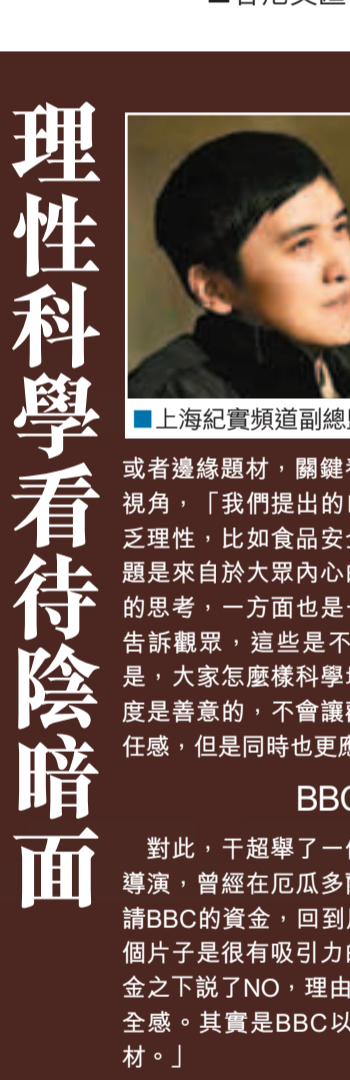 理性科學看待陰暗面
■上海紀實頻道副總
或者邊緣題材，關鍵
視角，「我們提出的
乏理性，比如食品安
題是來自於大眾內心
的思考，一方面也是
告訴觀眾，這些是不
是，大家怎麼樣科學
度是善意的，不會讓
任感，但是同時也更應
BBC
對此，干超舉了一
導演，曾經在厄瓜多
請BBC的資金，回到
個片子是很有吸引力
金之下說了NO，理由
全感。其實是BBC以
材。」